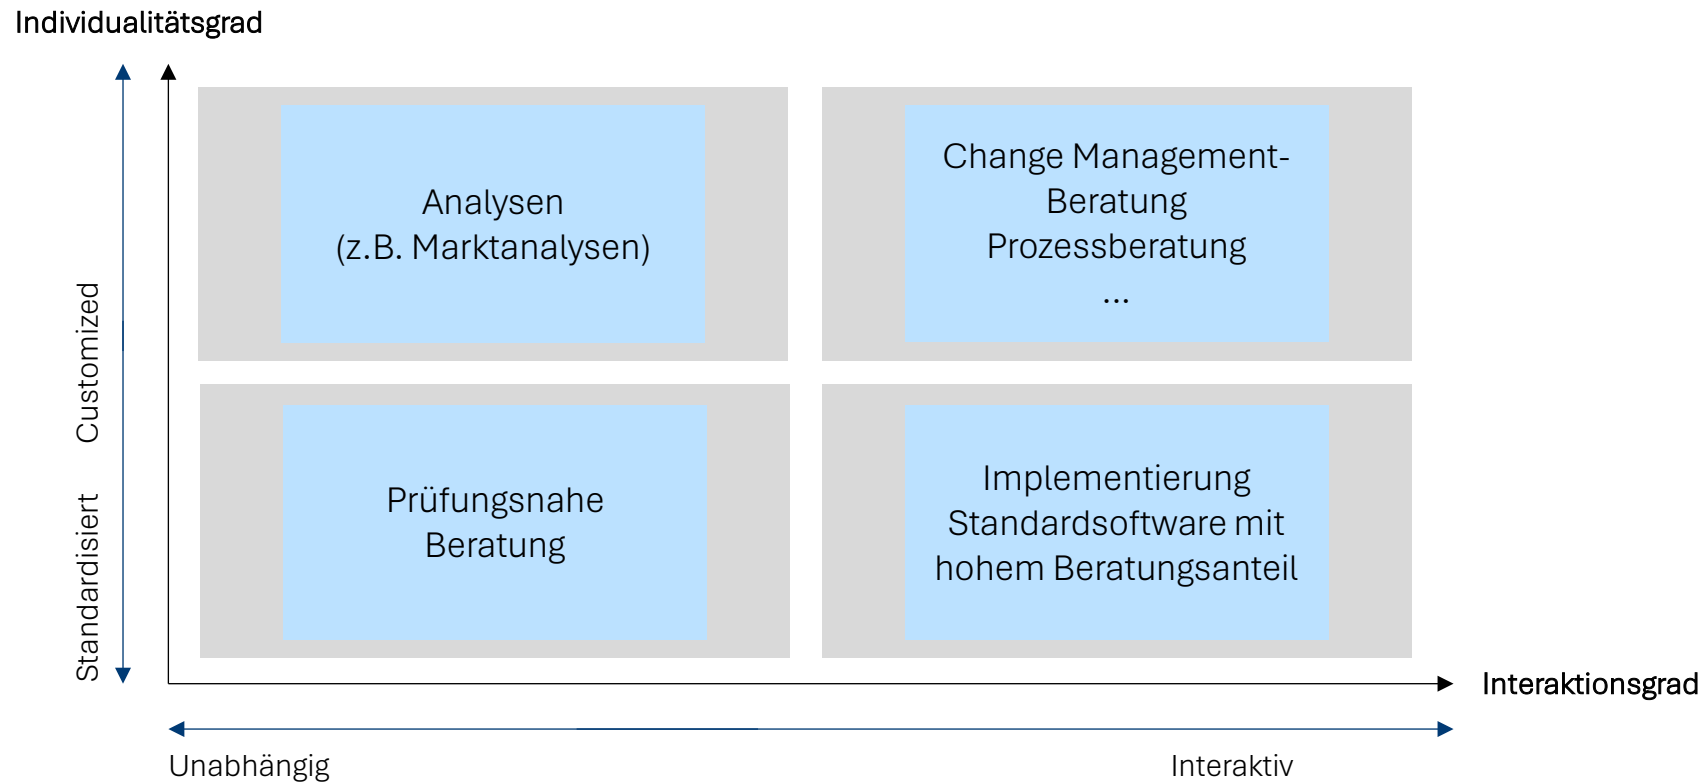 Individualitätsgrad
Analysen
(z.B. Marktanalysen)
Change Management-
Beratung
Prozessberatung
...
Customized
Standardisiert
Prüfungsnahe
Beratung
Implementierung
Standardsoftware mit
hohem Beratungsanteil
Interaktionsgrad
Unabhängig
Interaktiv